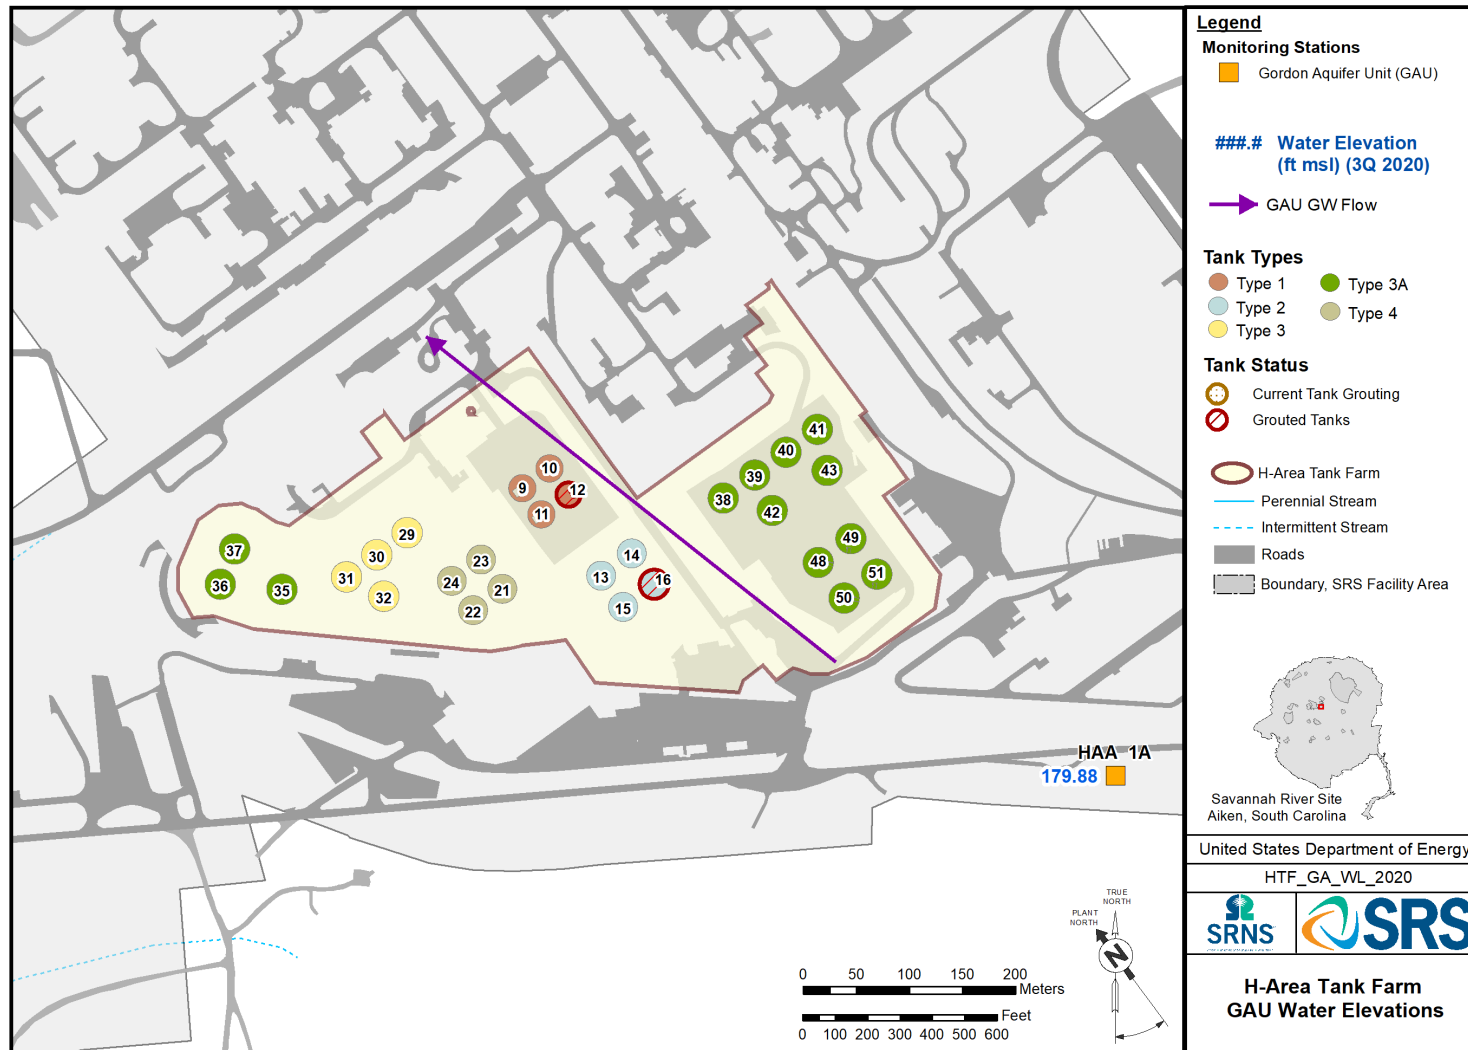 Legend
Monitoring Stations
Gordon Aquifer Unit (GAU)
###.# Water Elevation
(ft msl) (3Q 2020)
GAU GW Flow
Tank Types
Type 1
Type 3A
Type 2
Type 4
Type 3
Tank Status
Current Tank Grouting
Grouted Tanks
H-Area Tank Farm
Perennial Stream
Intermittent Stream
Roads
Boundary, SRS Facility Area
Savannah River Site
Aiken, South Carolina
United States Department of Energy
HTF_GA_WL_2020
SRNS
SRS
H-Area Tank Farm
GAU Water Elevations
41
40
43
39
38
42
10
9
12
11
29
49
37
30
23
14
48
31
24
13
16
51
36
35
32
21
50
22
15
HAA 1A
179.88
TRUE
NORTH
PLANT
NORTH
N
0 50 100 150 200
Meters
Feet
0 100 200 300 400 500 600